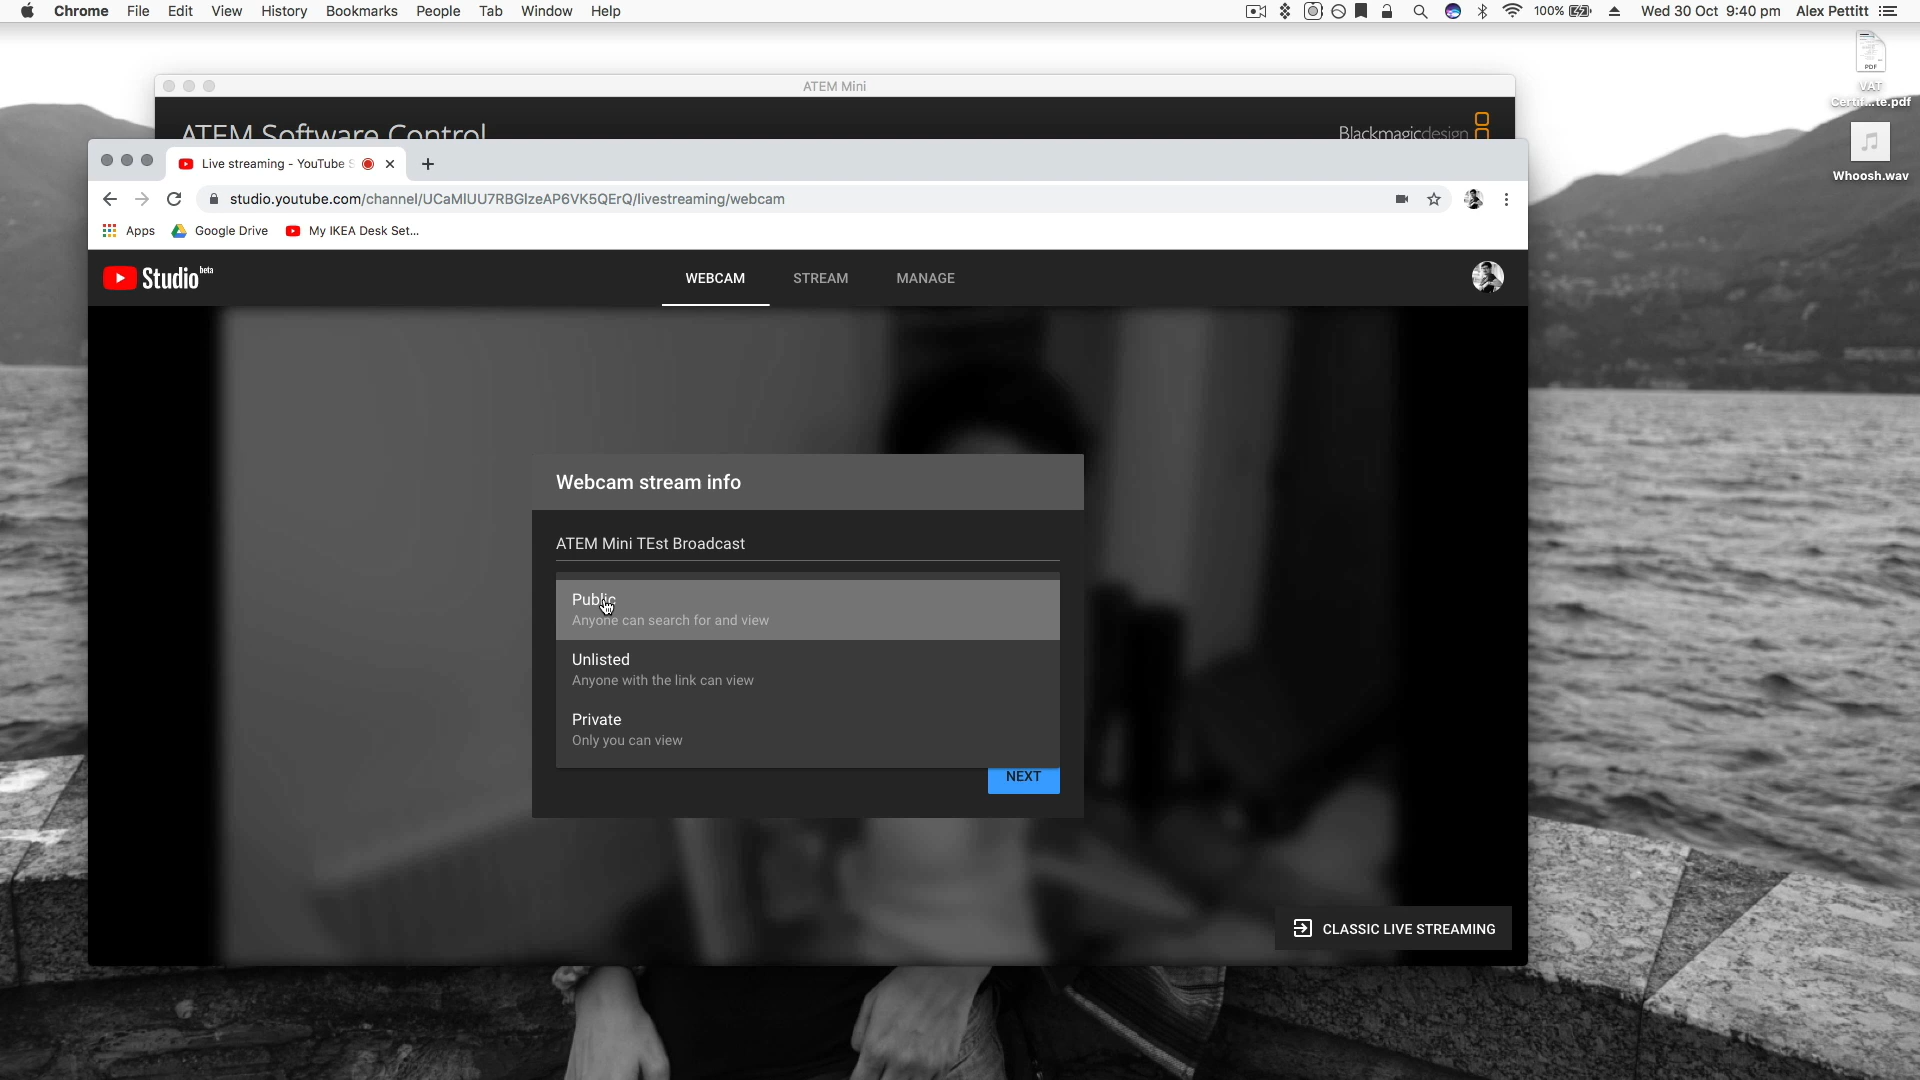 Chrome File Edit View History Bookmarks People Tab Window Help
100% Wed 30 Oct 9:40 pm Alex Pettitt
PDF
VAT
Certif...te.pdf
Whoosh.wav
ATEM Mini
ATEM Software Control
Blackmagicdesign
Live streaming - YouTube S
studio.youtube.com/channel/UCaMlUU7RBGlzeAP6VK5QErQ/livestreaming/webcam
Apps Google Drive My IKEA Desk Set...
Studio beta
WEBCAM STREAM MANAGE
Webcam stream info
ATEM Mini TEst Broadcast
Public
Anyone can search for and view
Unlisted
Anyone with the link can view
Private
Only you can view
NEXT
CLASSIC LIVE STREAMING